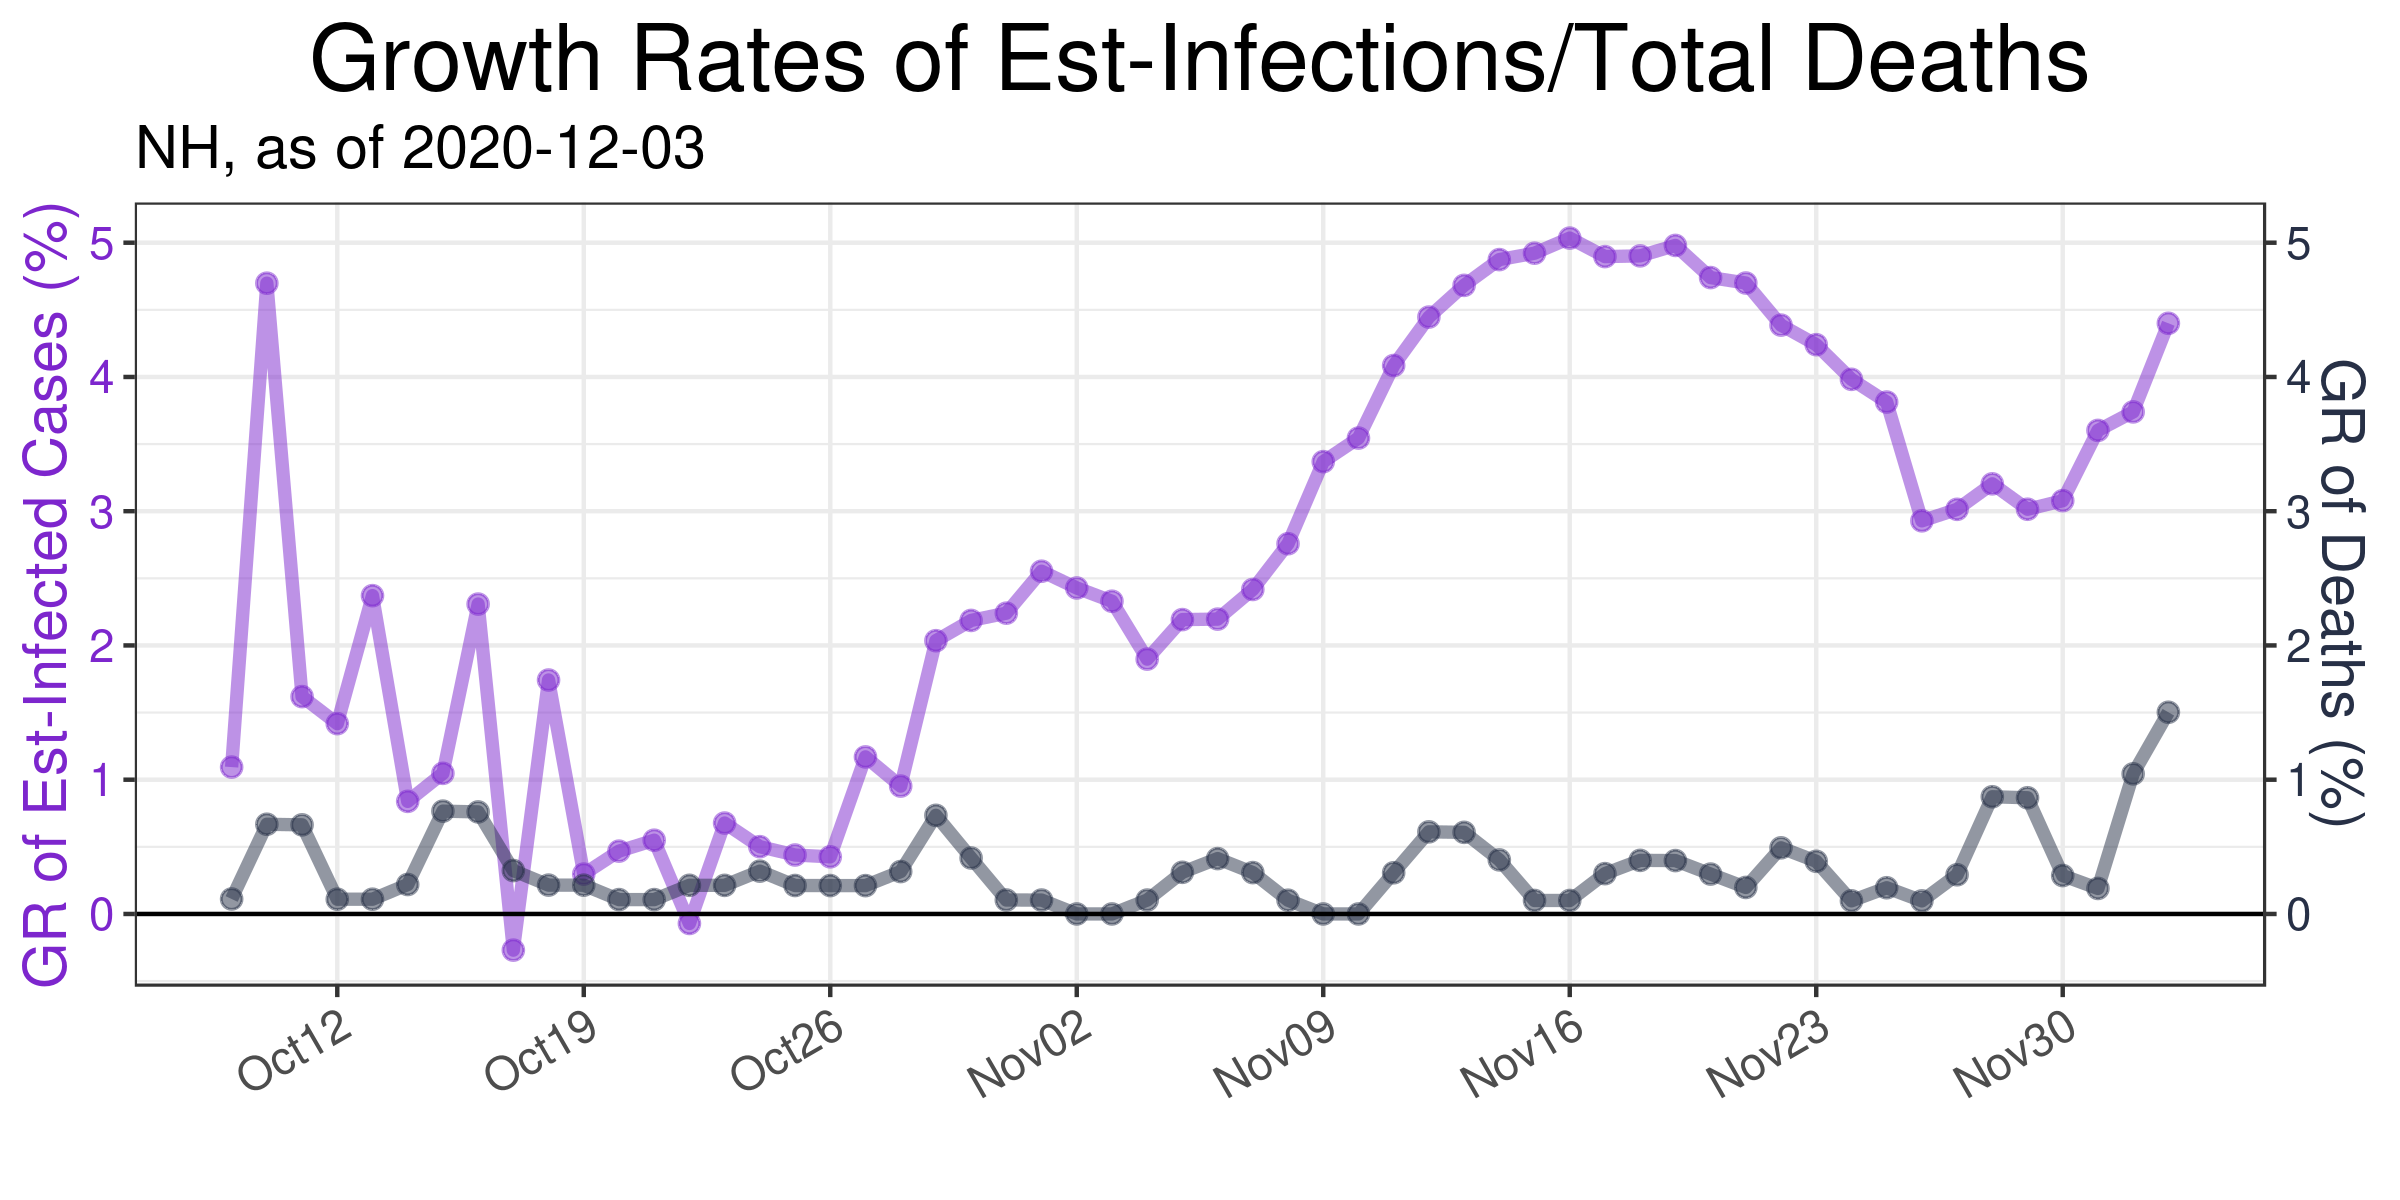 Growth Rates of Est-Infections/Total Deaths
NH, as of 2020-12-03
GR of Est-Infected Cases (%)
5
4
3
2
1
0
5
4
3
2
1
0
GR of Deaths (%)
Oct12
Oct19
Oct26
Nov02
Nov09
Nov16
Nov23
Nov30